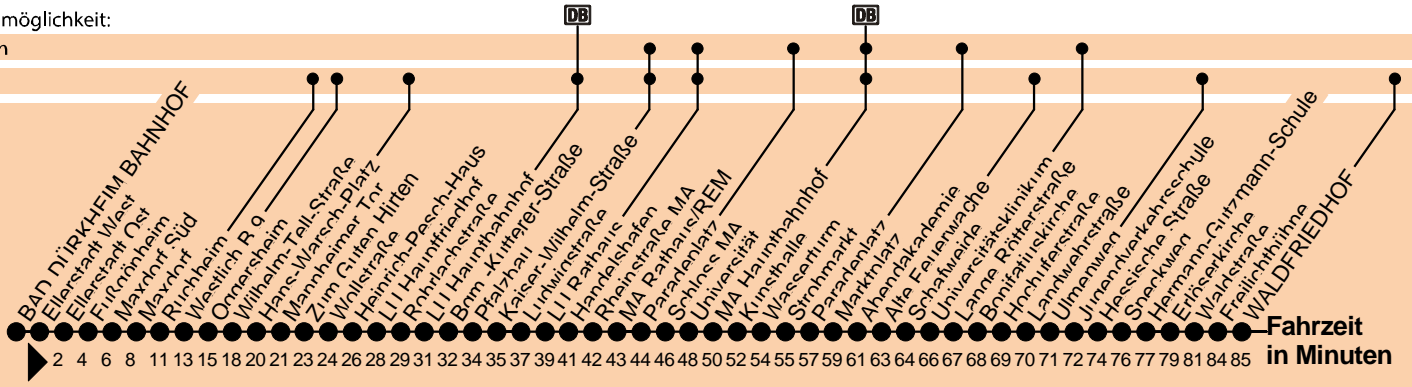 möglichkeit:
DB
DB
n
BAD DÜRKHEIM BAHNHOF
Ellerstadt West
Ellerstadt Ost
Fußgönheim
Maxdorf Süd
Maxdorf
Ruchheim
Westlich B 9
Oggersheim
Wilhelm-Tell-Straße
Hans-Warsch-Platz
Mannheimer Tor
Zum Guten Hirten
Wollstraße
Heinrich-Pesch-Haus
LU Hauptfriedhof
Rohrlachstraße
LU Hauptbahnhof
Born-/Kutterer-Straße
Pfalzbau
Kaiser-Wilhelm-Straße
Ludwigstraße
LU Rathaus
Handelshafen
Rheinstraße MA
MA Rathaus/REM
Paradeplatz
Schloss MA
Universität
MA Hauptbahnhof
Kunsthalle
Wasserturm
Strohmarkt
Paradeplatz
Marktplatz
Abendakademie
Alte Feuerwache
Schafweide
Universitätsklinikum
Lange Rötterstraße
Bonifatiuskirche
Hochuferstraße
Landwehrstraße
Ulmenweg
Jugendverkehrsschule
Hessische Straße
Speckweg
Hermann-Gutzmann-Schule
Erlöserkirche
Waldstraße
Freilichtbühne
WALDFRIEDHOF
Fahrzeit
in Minuten
2 4 6 8 11 13 15 18 20 21 23 24 26 28 29 31 32 34 35 37 39 41 42 43 44 46 48 50 52 54 55 57 59 61 63 64 66 67 68 69 70 71 72 74 76 77 79 81 84 85